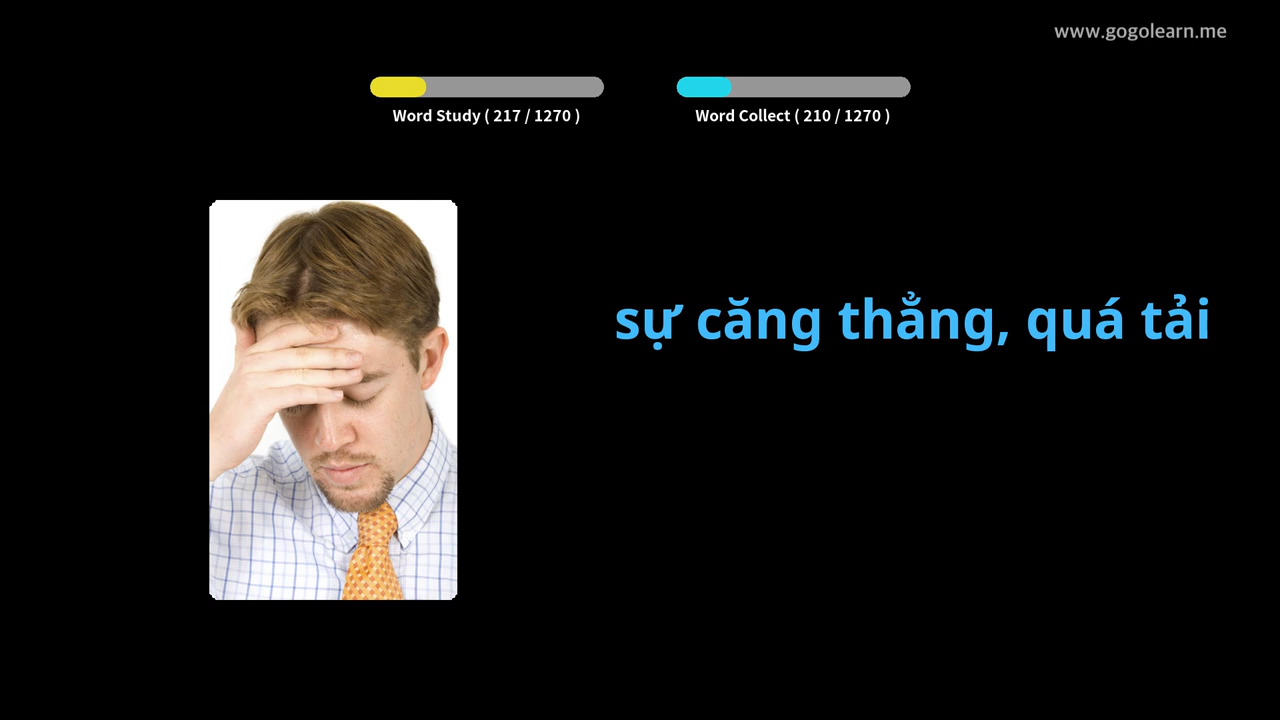 www.gogolearn.me
Word Study ( 217 / 1270 )
Word Collect ( 210 / 1270 )
sự căng thẳng, quá tải